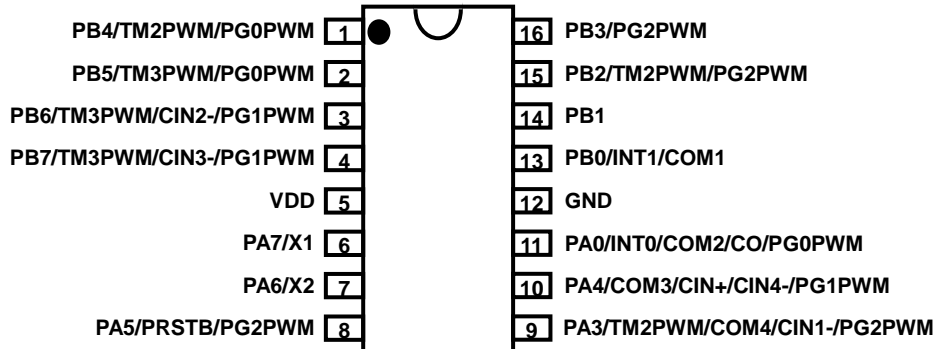 PB4/TM2PWM/PG0PWM 1 16 PB3/PG2PWM
PB5/TM3PWM/PG0PWM 2 15 PB2/TM2PWM/PG2PWM
PB6/TM3PWM/CIN2-/PG1PWM 3 14 PB1
PB7/TM3PWM/CIN3-/PG1PWM 4 13 PB0/INT1/COM1
VDD 5 12 GND
PA7/X1 6 11 PA0/INT0/COM2/CO/PG0PWM
PA6/X2 7 10 PA4/COM3/CIN+/CIN4-/PG1PWM
PA5/PRSTB/PG2PWM 8 9 PA3/TM2PWM/COM4/CIN1-/PG2PWM